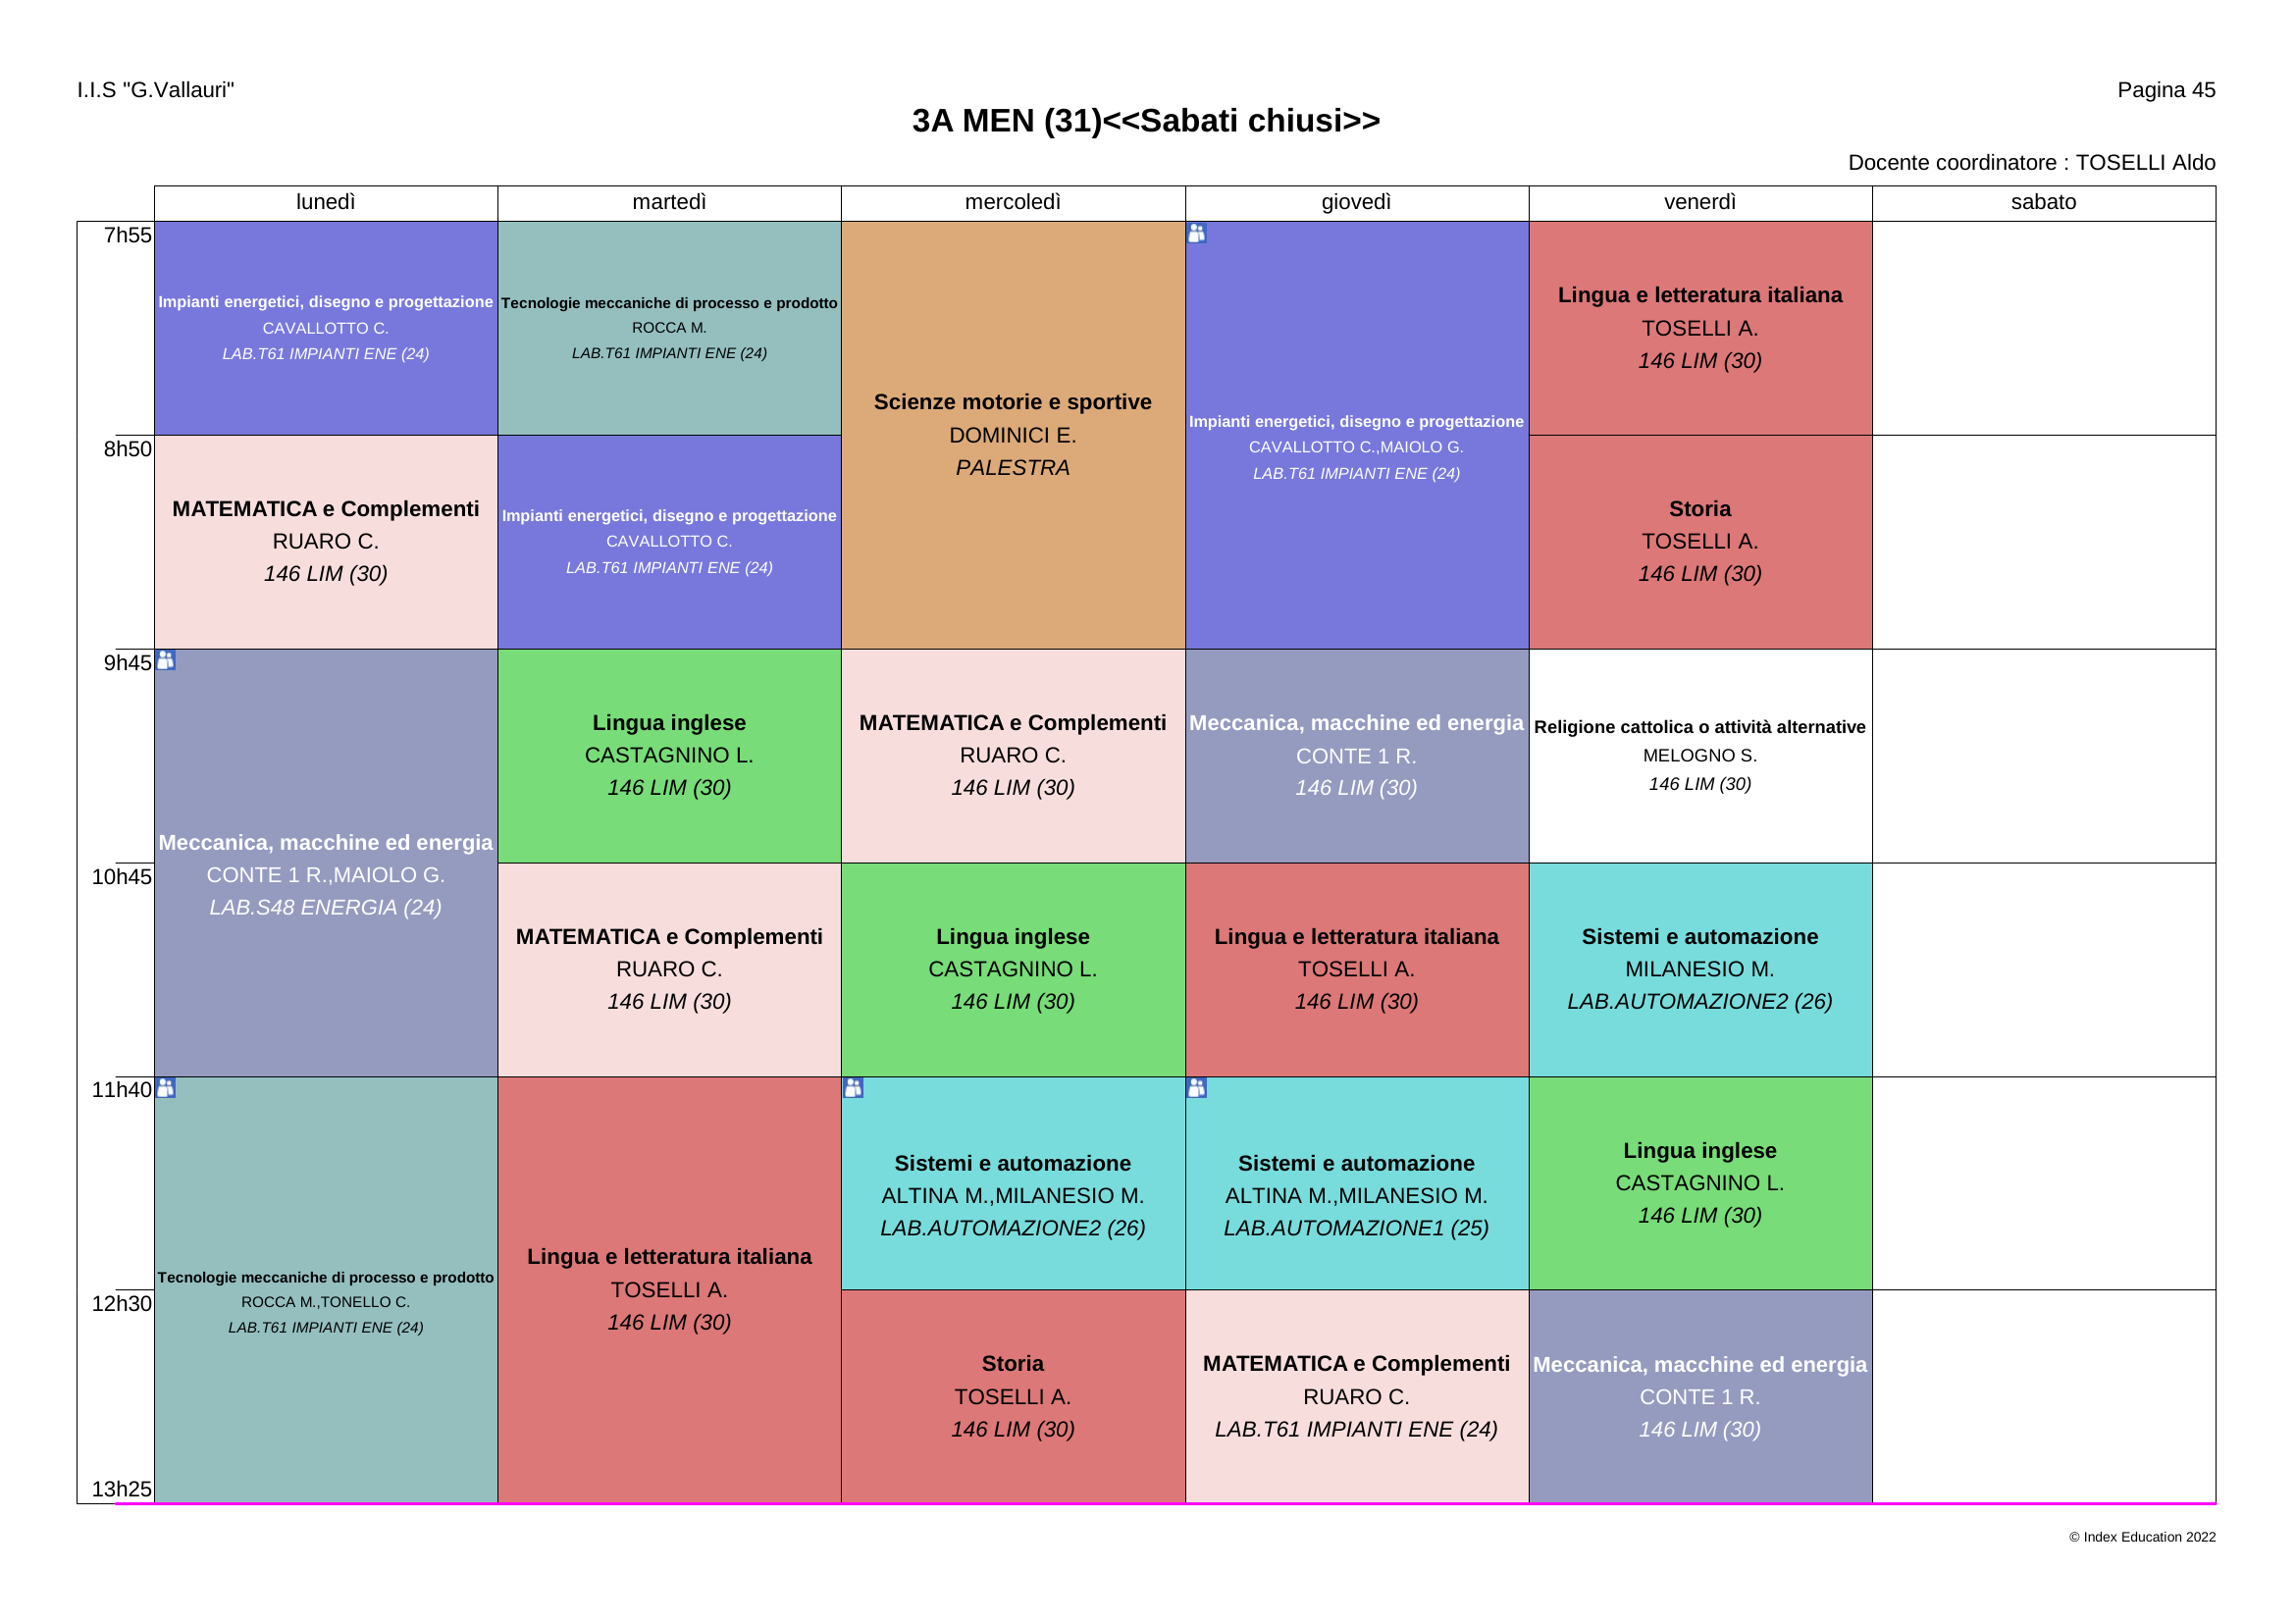 I.I.S "G.Vallauri"
Pagina 45
3A MEN (31)<<Sabati chiusi>>
Docente coordinatore : TOSELLI Aldo
lunedì
martedì
mercoledì
giovedì
venerdì
sabato
7h55
Impianti energetici, disegno e progettazione
CAVALLOTTO C.
LAB.T61 IMPIANTI ENE (24)
Tecnologie meccaniche di processo e prodotto
ROCCA M.
LAB.T61 IMPIANTI ENE (24)
Scienze motorie e sportive
DOMINICI E.
PALESTRA
Impianti energetici, disegno e progettazione
CAVALLOTTO C.,MAIOLO G.
LAB.T61 IMPIANTI ENE (24)
Lingua e letteratura italiana
TOSELLI A.
146 LIM (30)
8h50
MATEMATICA e Complementi
RUARO C.
146 LIM (30)
Impianti energetici, disegno e progettazione
CAVALLOTTO C.
LAB.T61 IMPIANTI ENE (24)
Storia
TOSELLI A.
146 LIM (30)
9h45
Meccanica, macchine ed energia
CONTE 1 R.,MAIOLO G.
LAB.S48 ENERGIA (24)
Lingua inglese
CASTAGNINO L.
146 LIM (30)
MATEMATICA e Complementi
RUARO C.
146 LIM (30)
Meccanica, macchine ed energia
CONTE 1 R.
146 LIM (30)
Religione cattolica o attività alternative
MELOGNO S.
146 LIM (30)
10h45
MATEMATICA e Complementi
RUARO C.
146 LIM (30)
Lingua inglese
CASTAGNINO L.
146 LIM (30)
Lingua e letteratura italiana
TOSELLI A.
146 LIM (30)
Sistemi e automazione
MILANESIO M.
LAB.AUTOMAZIONE2 (26)
11h40
Tecnologie meccaniche di processo e prodotto
ROCCA M.,TONELLO C.
LAB.T61 IMPIANTI ENE (24)
Lingua e letteratura italiana
TOSELLI A.
146 LIM (30)
Sistemi e automazione
ALTINA M.,MILANESIO M.
LAB.AUTOMAZIONE2 (26)
Sistemi e automazione
ALTINA M.,MILANESIO M.
LAB.AUTOMAZIONE1 (25)
Lingua inglese
CASTAGNINO L.
146 LIM (30)
12h30
Storia
TOSELLI A.
146 LIM (30)
MATEMATICA e Complementi
RUARO C.
LAB.T61 IMPIANTI ENE (24)
Meccanica, macchine ed energia
CONTE 1 R.
146 LIM (30)
13h25
© Index Education 2022